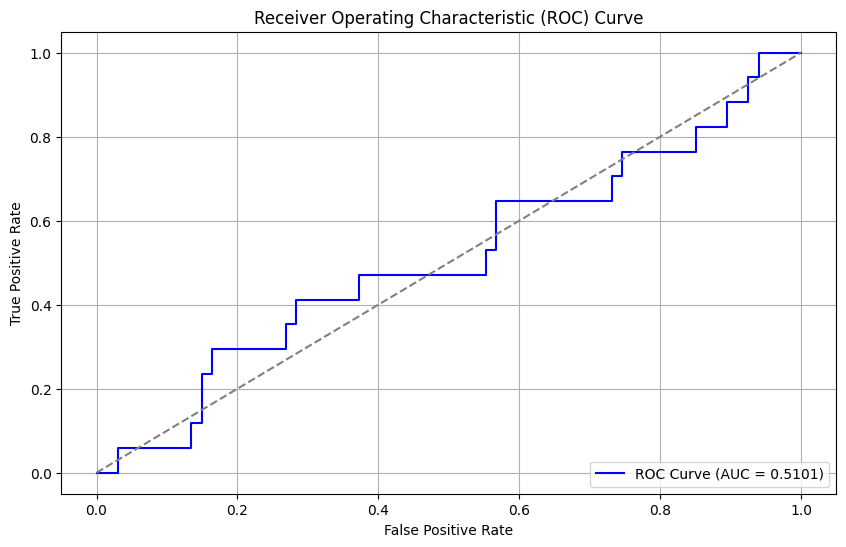 Receiver Operating Characteristic (ROC) Curve
True Positive Rate
1.0
0.8
0.6
0.4
0.2
0.0
ROC Curve (AUC = 0.5101)
0.0 0.2 0.4 0.6 0.8 1.0
False Positive Rate